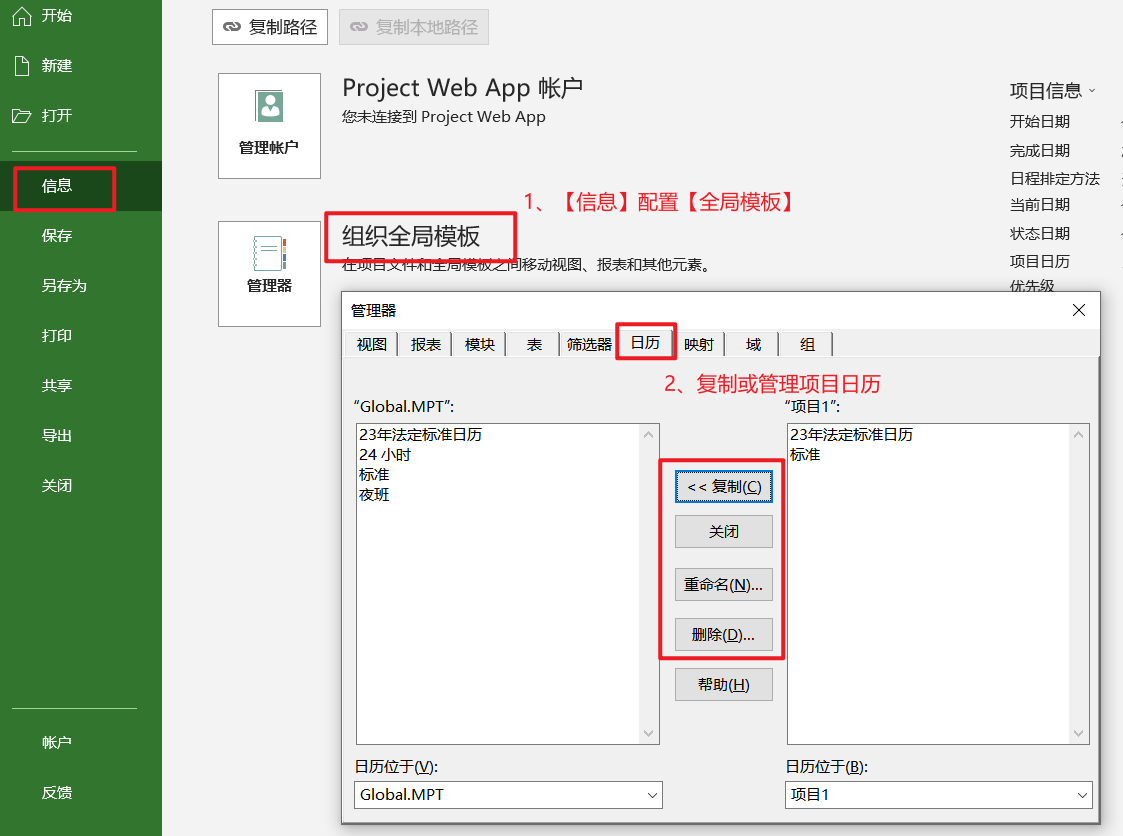 开始
新建
打开
信息
保存
另存为
打印
共享
导出
关闭
帐户
反馈
复制路径
复制本地路径
管理帐户
Project Web App 帐户
您未连接到 Project Web App
1、【信息】配置【全局模板】
管理器
组织全局模板
在项目文件和全局模板之间移动视图、报表和其他元素。
项目信息
开始日期
完成日期
日程排定方法
当前日期
状态日期
项目日历
优先级
管理器
视图 报表 模块 表 筛选器 日历 映射 域 组
2、复制或管理项目日历
“Global.MPT”:
23年法定标准日历
24 小时
标准
夜班
<< 复制(C)
关闭
重命名(N)...
删除(D)...
帮助(H)
“项目1”:
23年法定标准日历
标准
日历位于(V):
Global.MPT
日历位于(B):
项目1